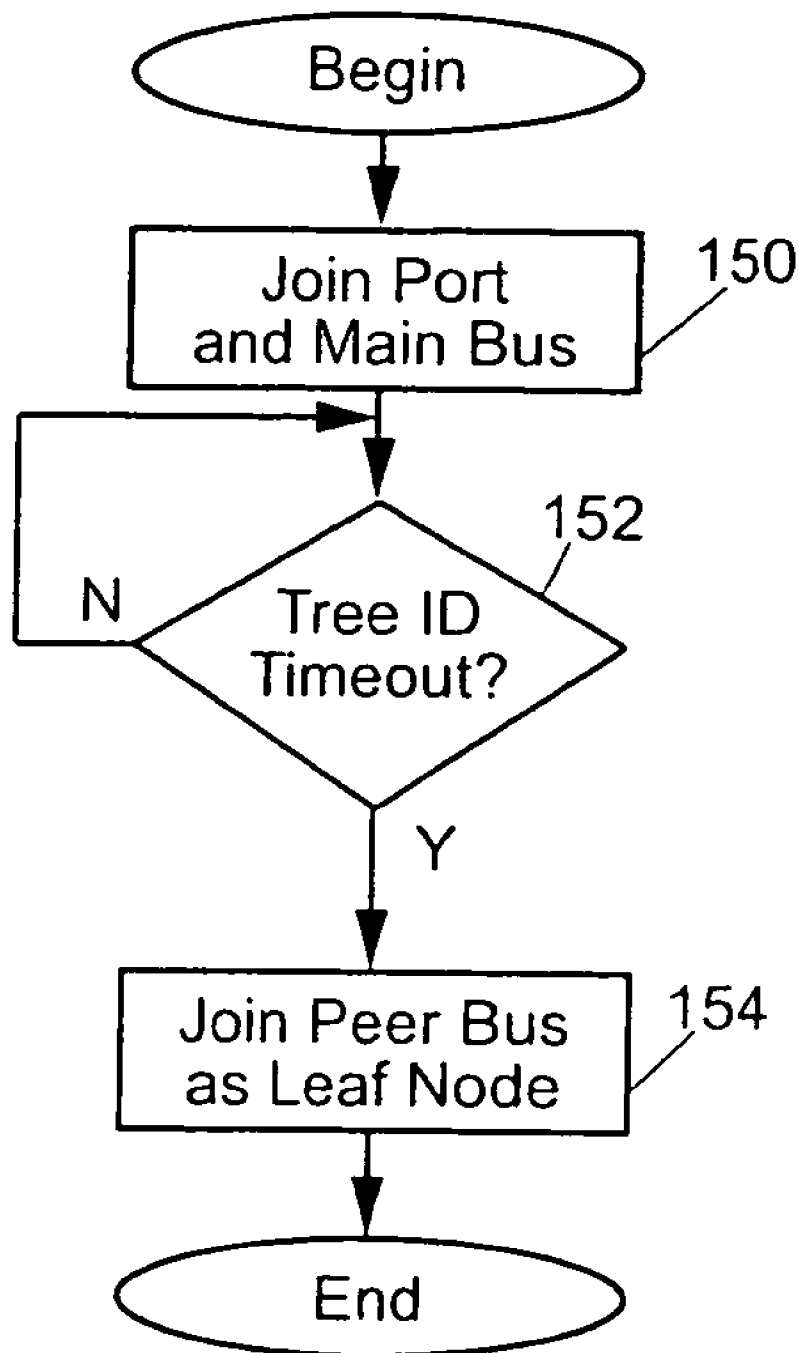 Begin
Join Port
and Main Bus
150
152
Tree ID
Timeout?
N
Y
Join Peer Bus
as Leaf Node
154
End